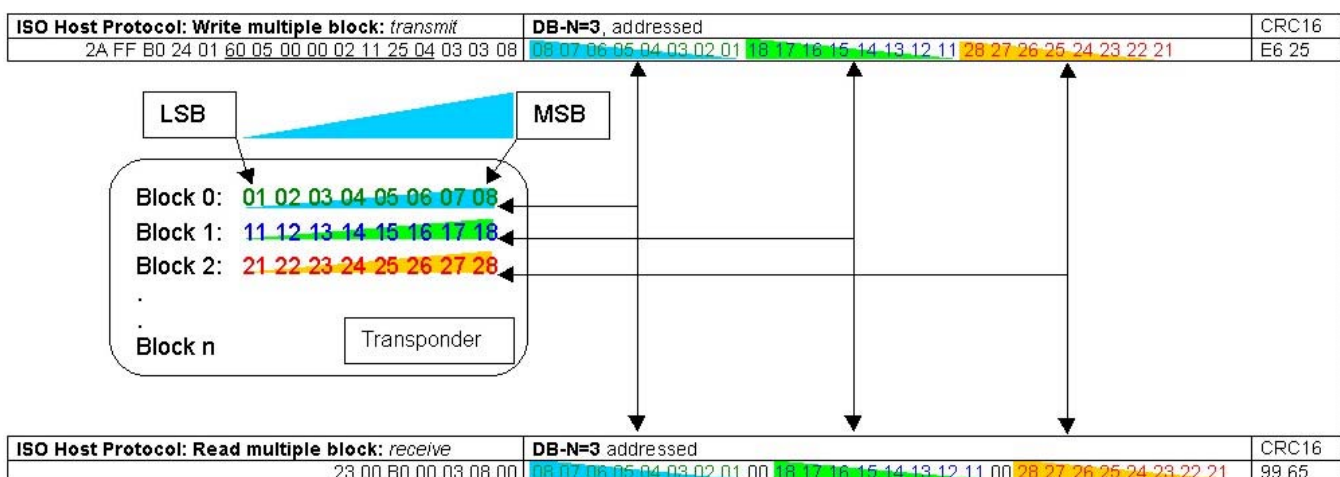 ISO Host Protocol: Write multiple block: transmit DB-N=3, addressed CRC16
2A FF B0 24 01 60 05 00 00 02 11 25 04 03 03 08 08 07 06 05 04 03 02 01 18 17 16 15 14 13 12 11 28 27 26 25 24 23 22 21 E6 25
LSB MSB
Block 0: 01 02 03 04 05 06 07 08
Block 1: 11 12 13 14 15 16 17 18
Block 2: 21 22 23 24 25 26 27 28
.
.
Block n
Transponder
ISO Host Protocol: Read multiple block: receive DB-N=3 addressed CRC16
23 00 B0 00 03 08 00 08 07 06 05 04 03 02 01 00 18 17 16 15 14 13 12 11 00 28 27 26 25 24 23 22 21 99 65